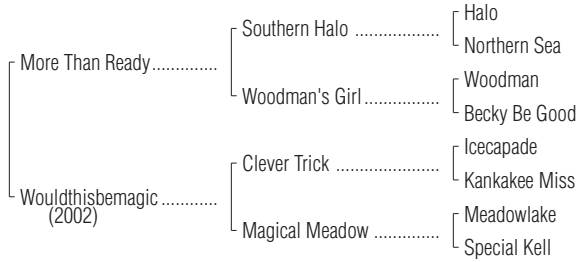 Halo
Southern Halo ..................
Northern Sea
More Than Ready..............
Woodman
Woodman's Girl................
Becky Be Good
Icecapade
Clever Trick ......................
Kankakee Miss
Wouldthisbemagic ............
(2002)
Meadowlake
Magical Meadow ..............
Special Kell